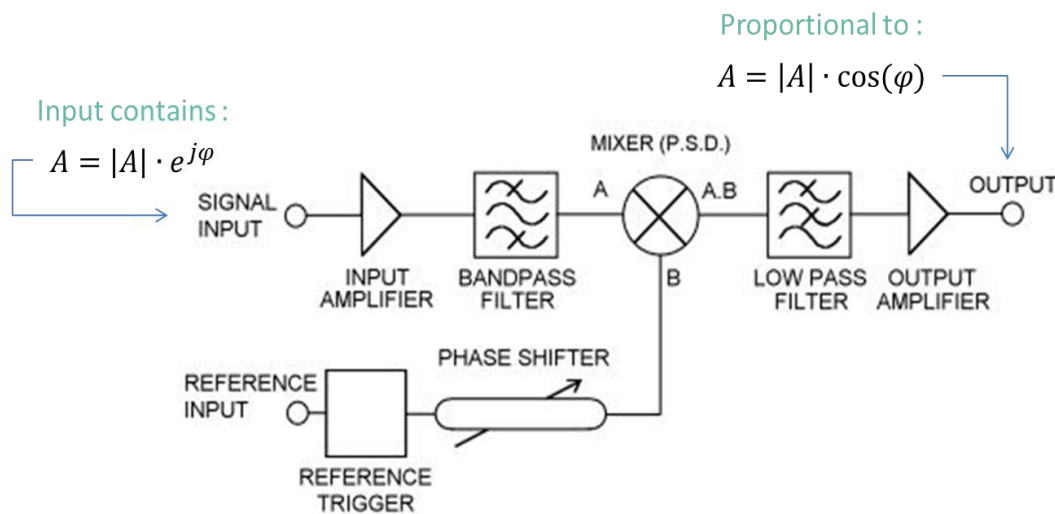 Proportional to :
A = |A| · cos(φ)
Input contains :
A = |A| · e^{jφ}
MIXER (P.S.D.)
SIGNAL
INPUT
A
A.B
OUTPUT
INPUT
AMPLIFIER
BANDPASS
FILTER
B
LOW PASS
FILTER
OUTPUT
AMPLIFIER
PHASE SHIFTER
REFERENCE
INPUT
REFERENCE
TRIGGER